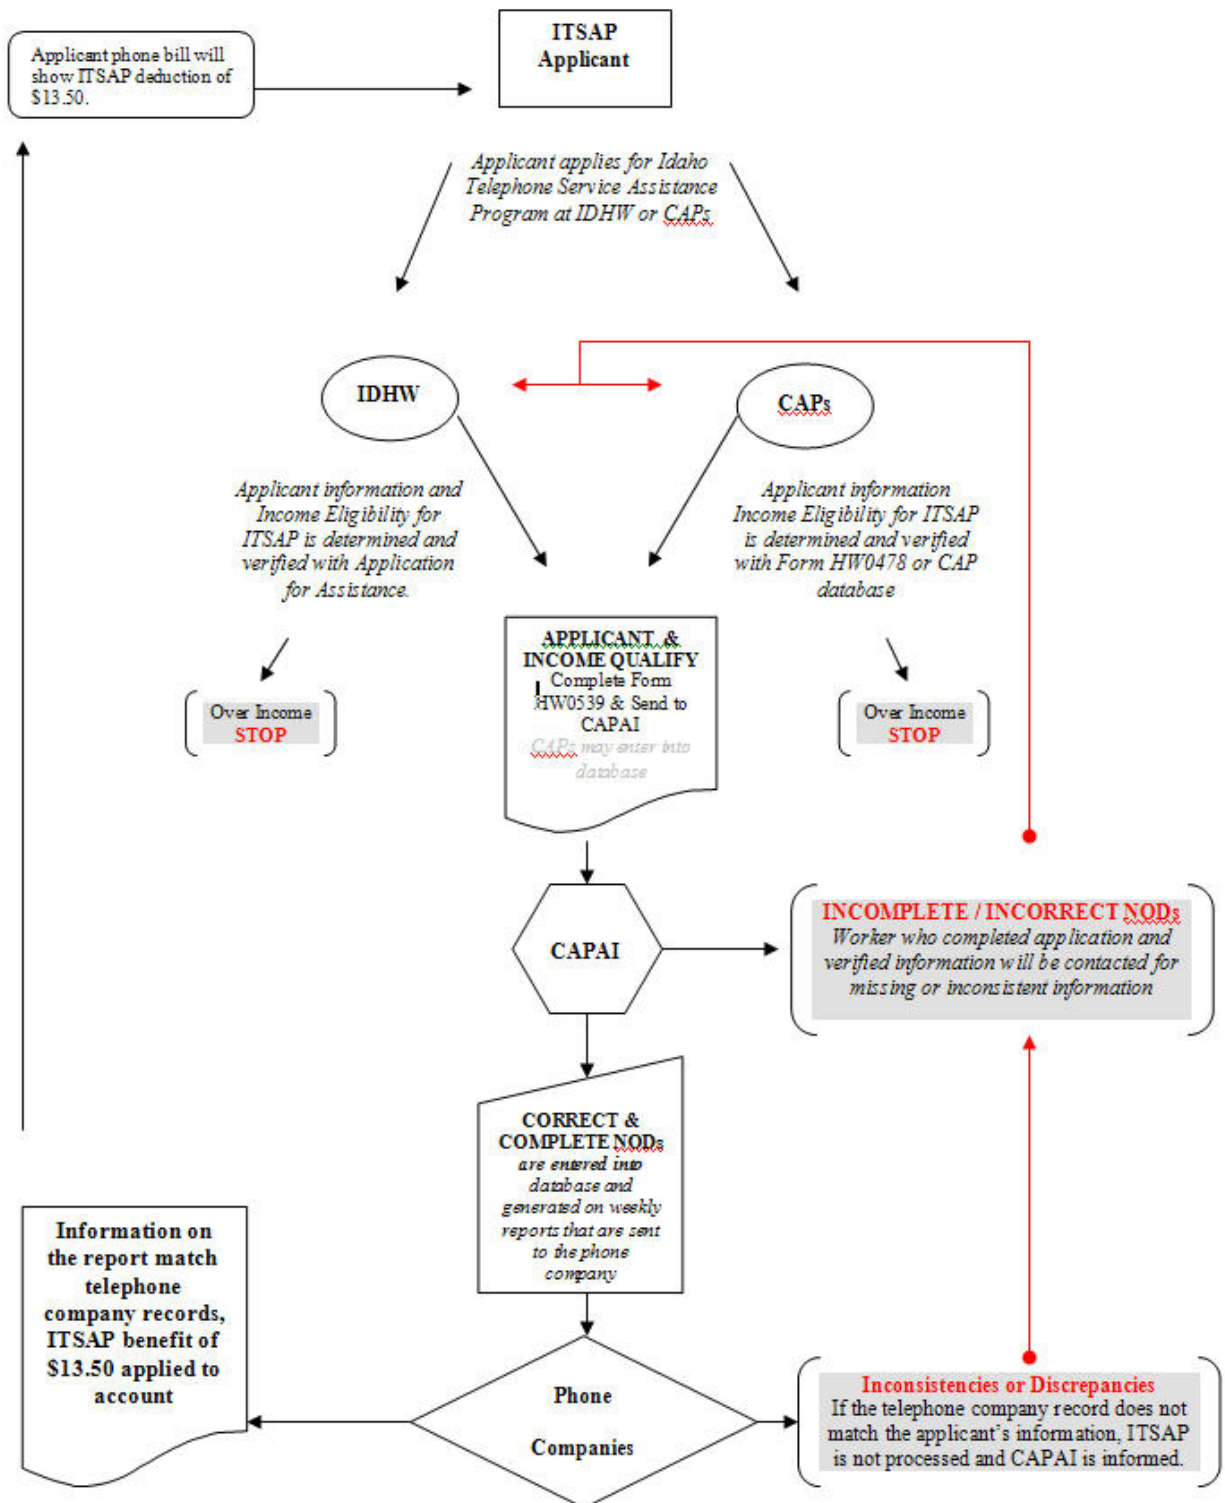 ITSAP
Applicant
Applicant phone bill will
show ITSAP deduction of
$13.50.
Applicant applies for Idaho
Telephone Service Assistance
Program at IDHW or CAPs
IDHW
CAPs
Applicant information and
Income Eligibility for
ITSAP is determined and
verified with Application
for Assistance.
Applicant information
Income Eligibility for ITSAP
is determined and verified
with Form HW0478 or CAP
database
Over Income
STOP
APPLICANT &
INCOME QUALIFY
Complete Form
HW0539 & Send to
CAPAI
CAPs may enter into
database
Over Income
STOP
CAPAI
INCOMPLETE / INCORRECT NODs
Worker who completed application and
verified information will be contacted for
missing or inconsistent information
CORRECT &
COMPLETE NODs
are entered into
database and
generated on weekly
reports that are sent
to the phone
company
Information on
the report match
telephone
company records,
ITSAP benefit of
$13.50 applied to
account
Phone
Companies
Inconsistencies or Discrepancies
If the telephone company record does not
match the applicant's information, ITSAP
is not processed and CAPAI is informed.